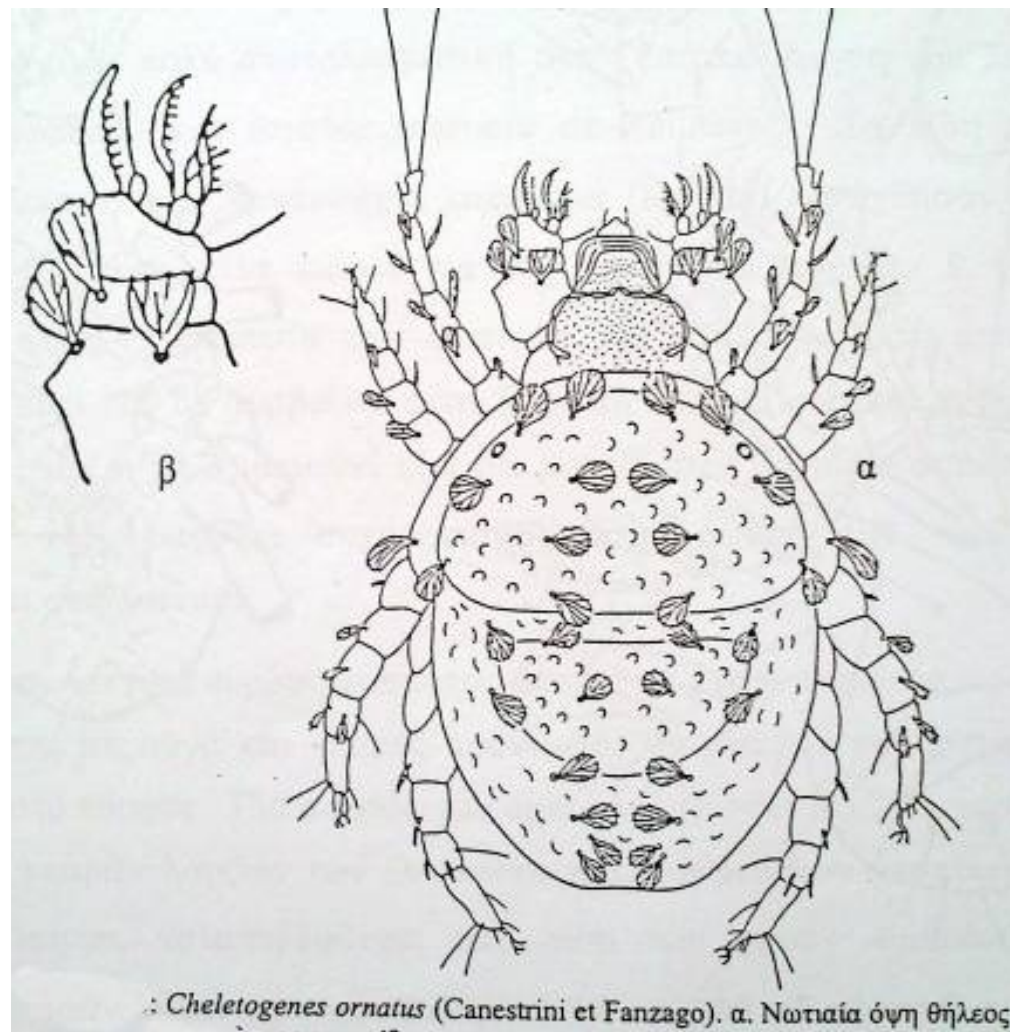 β
α
.: Cheletogenes ornatus (Canestrini et Fanzago). α. Νωτιαία όψη θήλεος